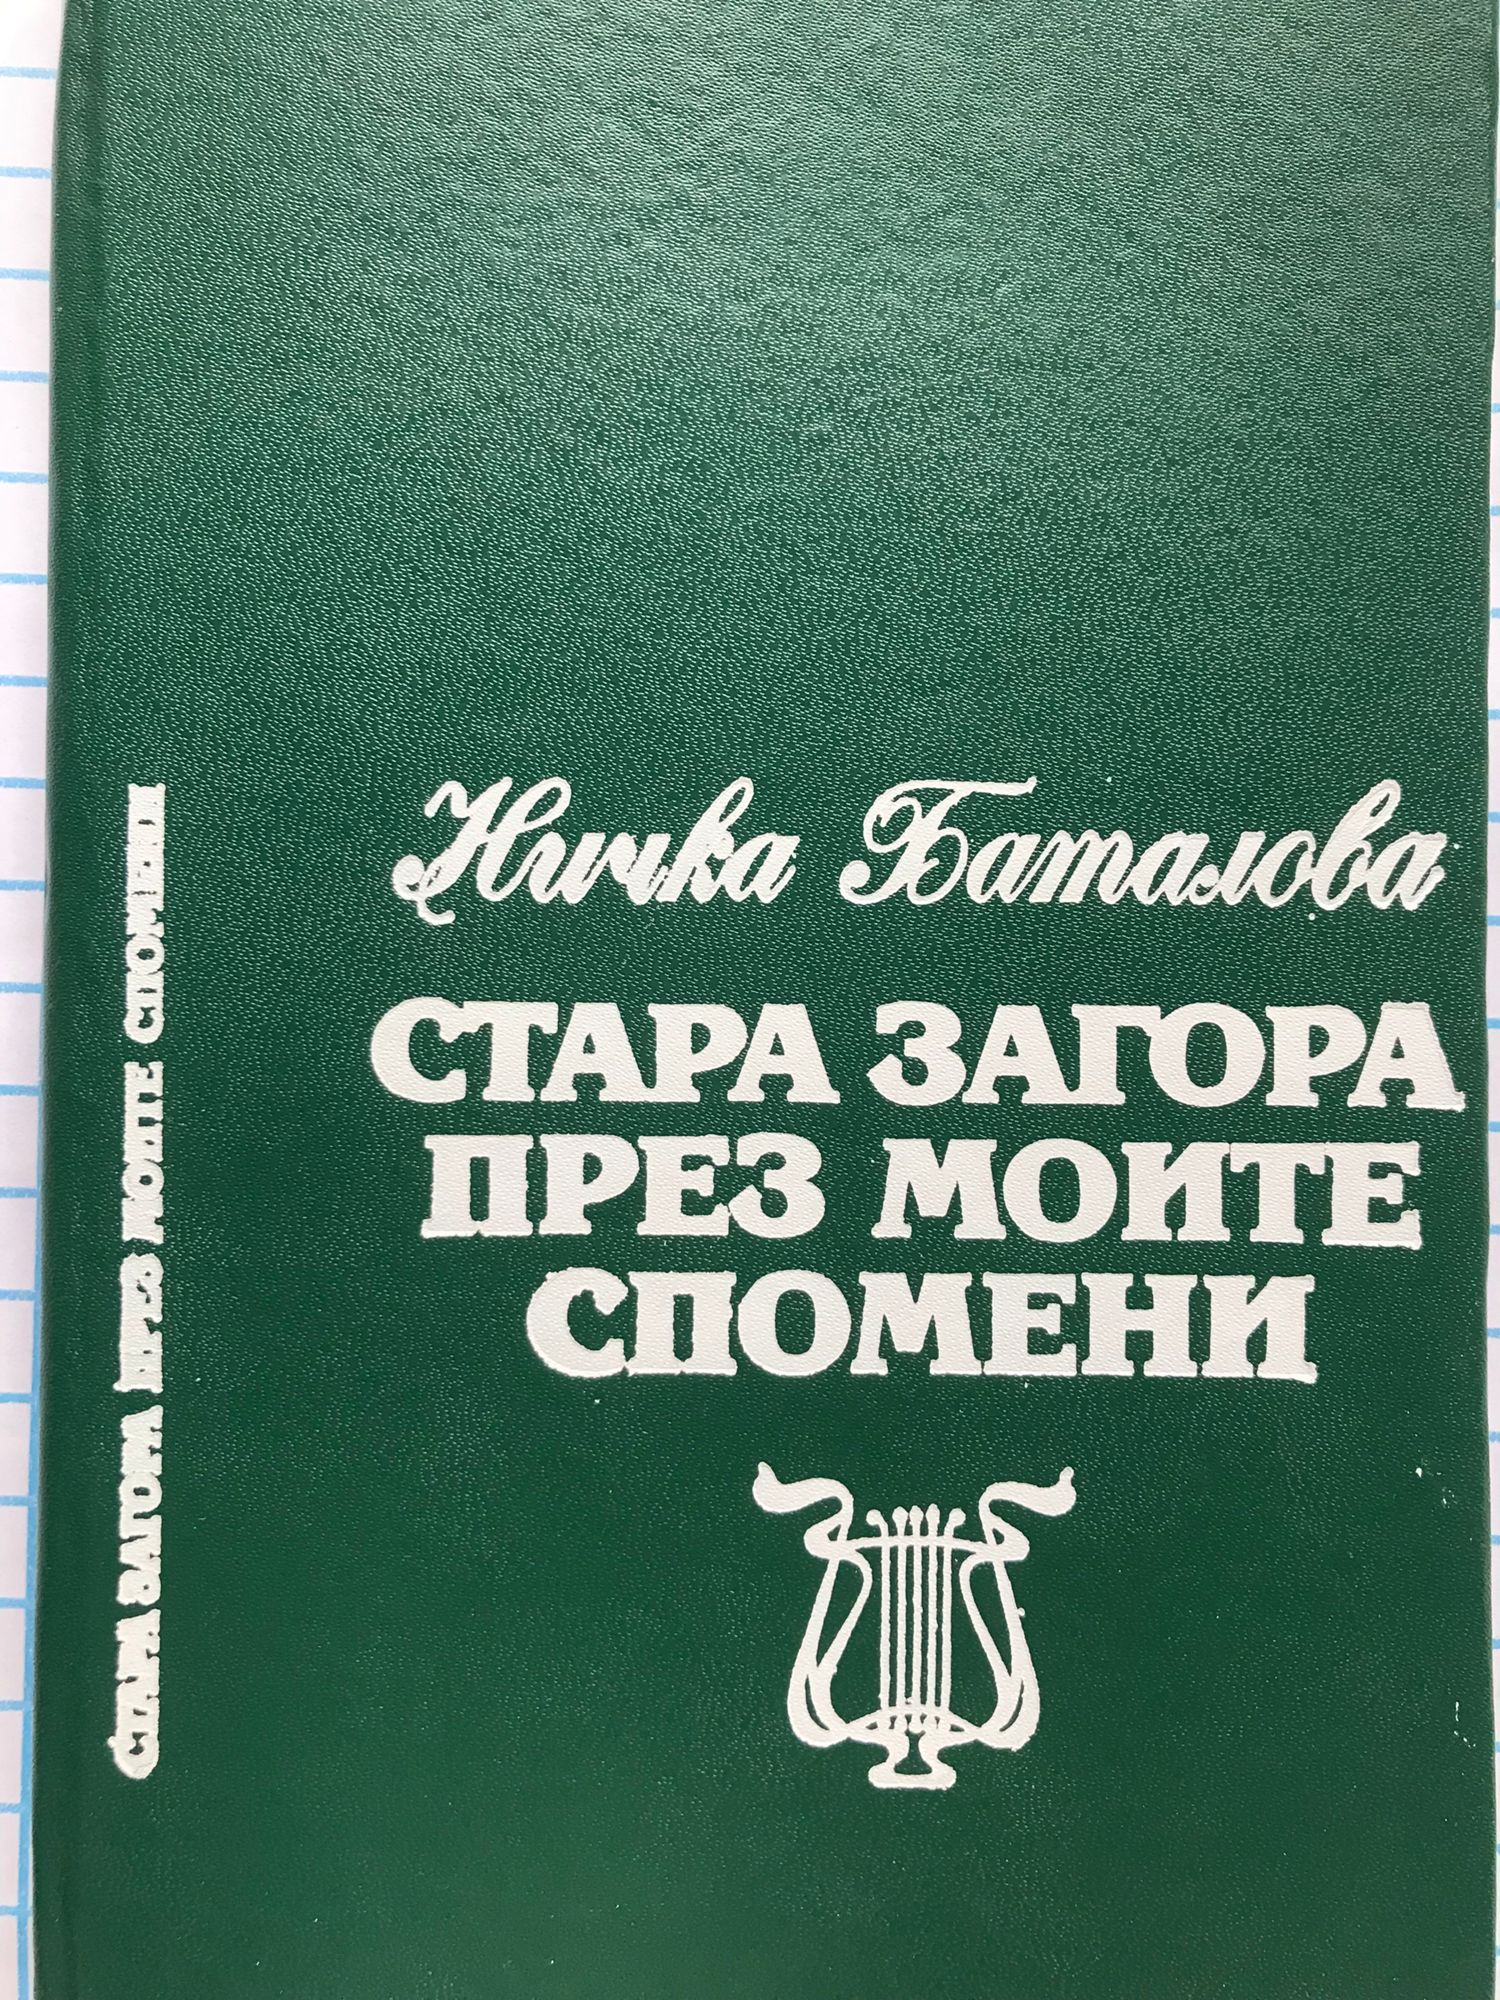 Ничка Баталова
СТАРА ЗАГОРА
ПРЕЗ МОИТЕ
СПОМЕНИ
СТАРА ЗАГОРА ПРЕЗ МОИТЕ СПОМЕНИ